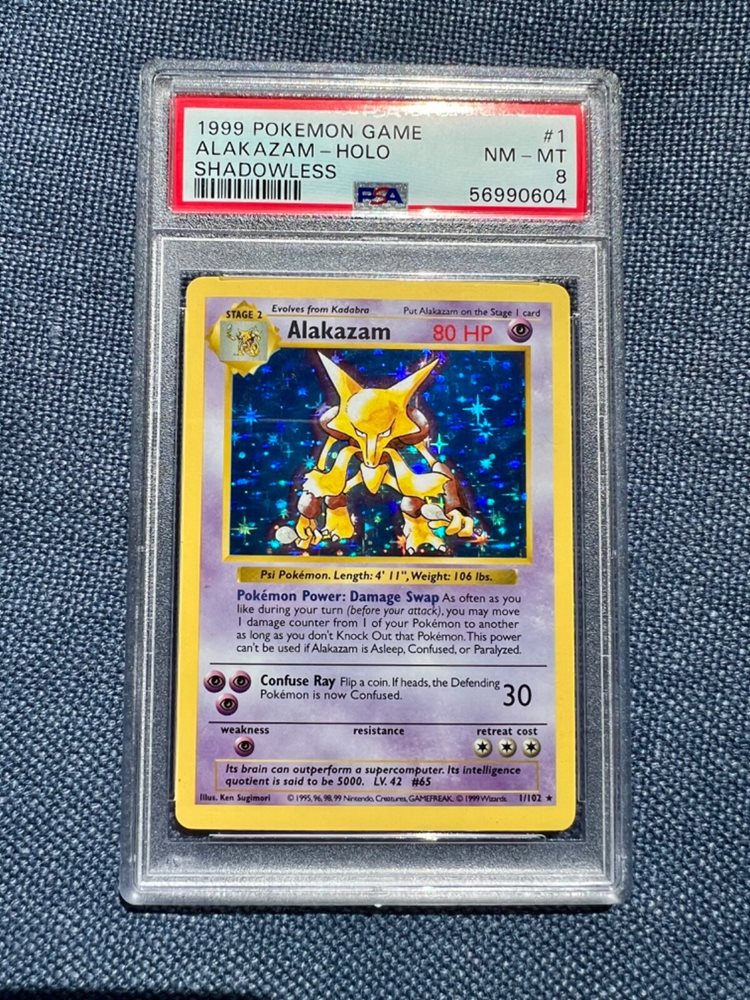 1999 POKEMON GAME #1
ALAKAZAM - HOLO NM - MT
SHADOWLESS 8
PSA 56990604
STAGE 2 Evolves from Kadabra Put Alakazam on the Stage 1 card
Alakazam 80 HP
Psi Pokémon. Length: 4' 11", Weight: 106 lbs.
Pokémon Power: Damage Swap As often as you
like during your turn (before your attack), you may move
1 damage counter from 1 of your Pokémon to another
as long as you don't Knock Out that Pokémon. This power
can't be used if Alakazam is Asleep, Confused, or Paralyzed.
Confuse Ray Flip a coin. If heads, the Defending
Pokémon is now Confused. 30
weakness resistance retreat cost
Its brain can outperform a supercomputer. Its intelligence
quotient is said to be 5000. LV. 42 #65
Illus. Ken Sugimori © 1995, 96, 98, 99 Nintendo, Creatures, GAMEFREAK. © 1999 Wizards. 1/102 ★